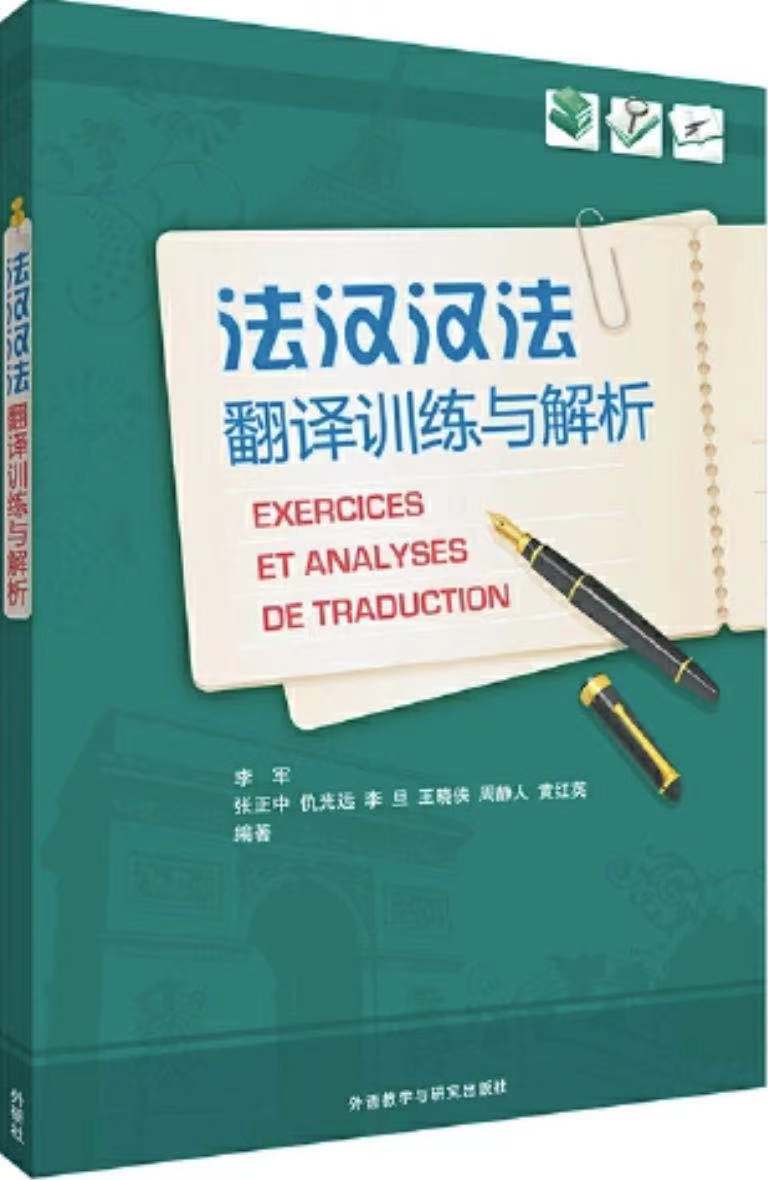 法汉汉法
翻译训练与解析
EXERCICES
ET ANALYSES
DE TRADUCTION
李 军
张正中 仇光远 李 旦 王晓侠 周静人 黄红英
编著
外语教学与研究出版社
法汉汉法
翻译训练与解析
外研社